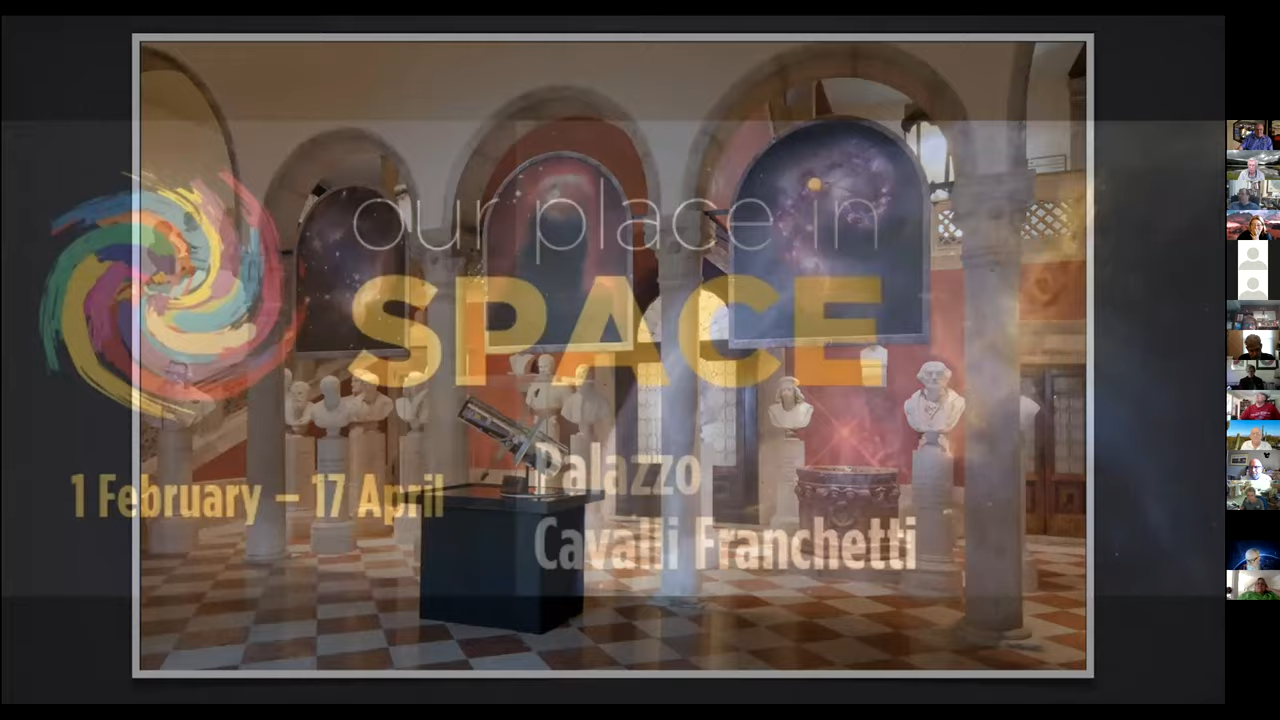 our place in
SPACE
1 February – 17 April
Palazzo
Cavalli Franchetti